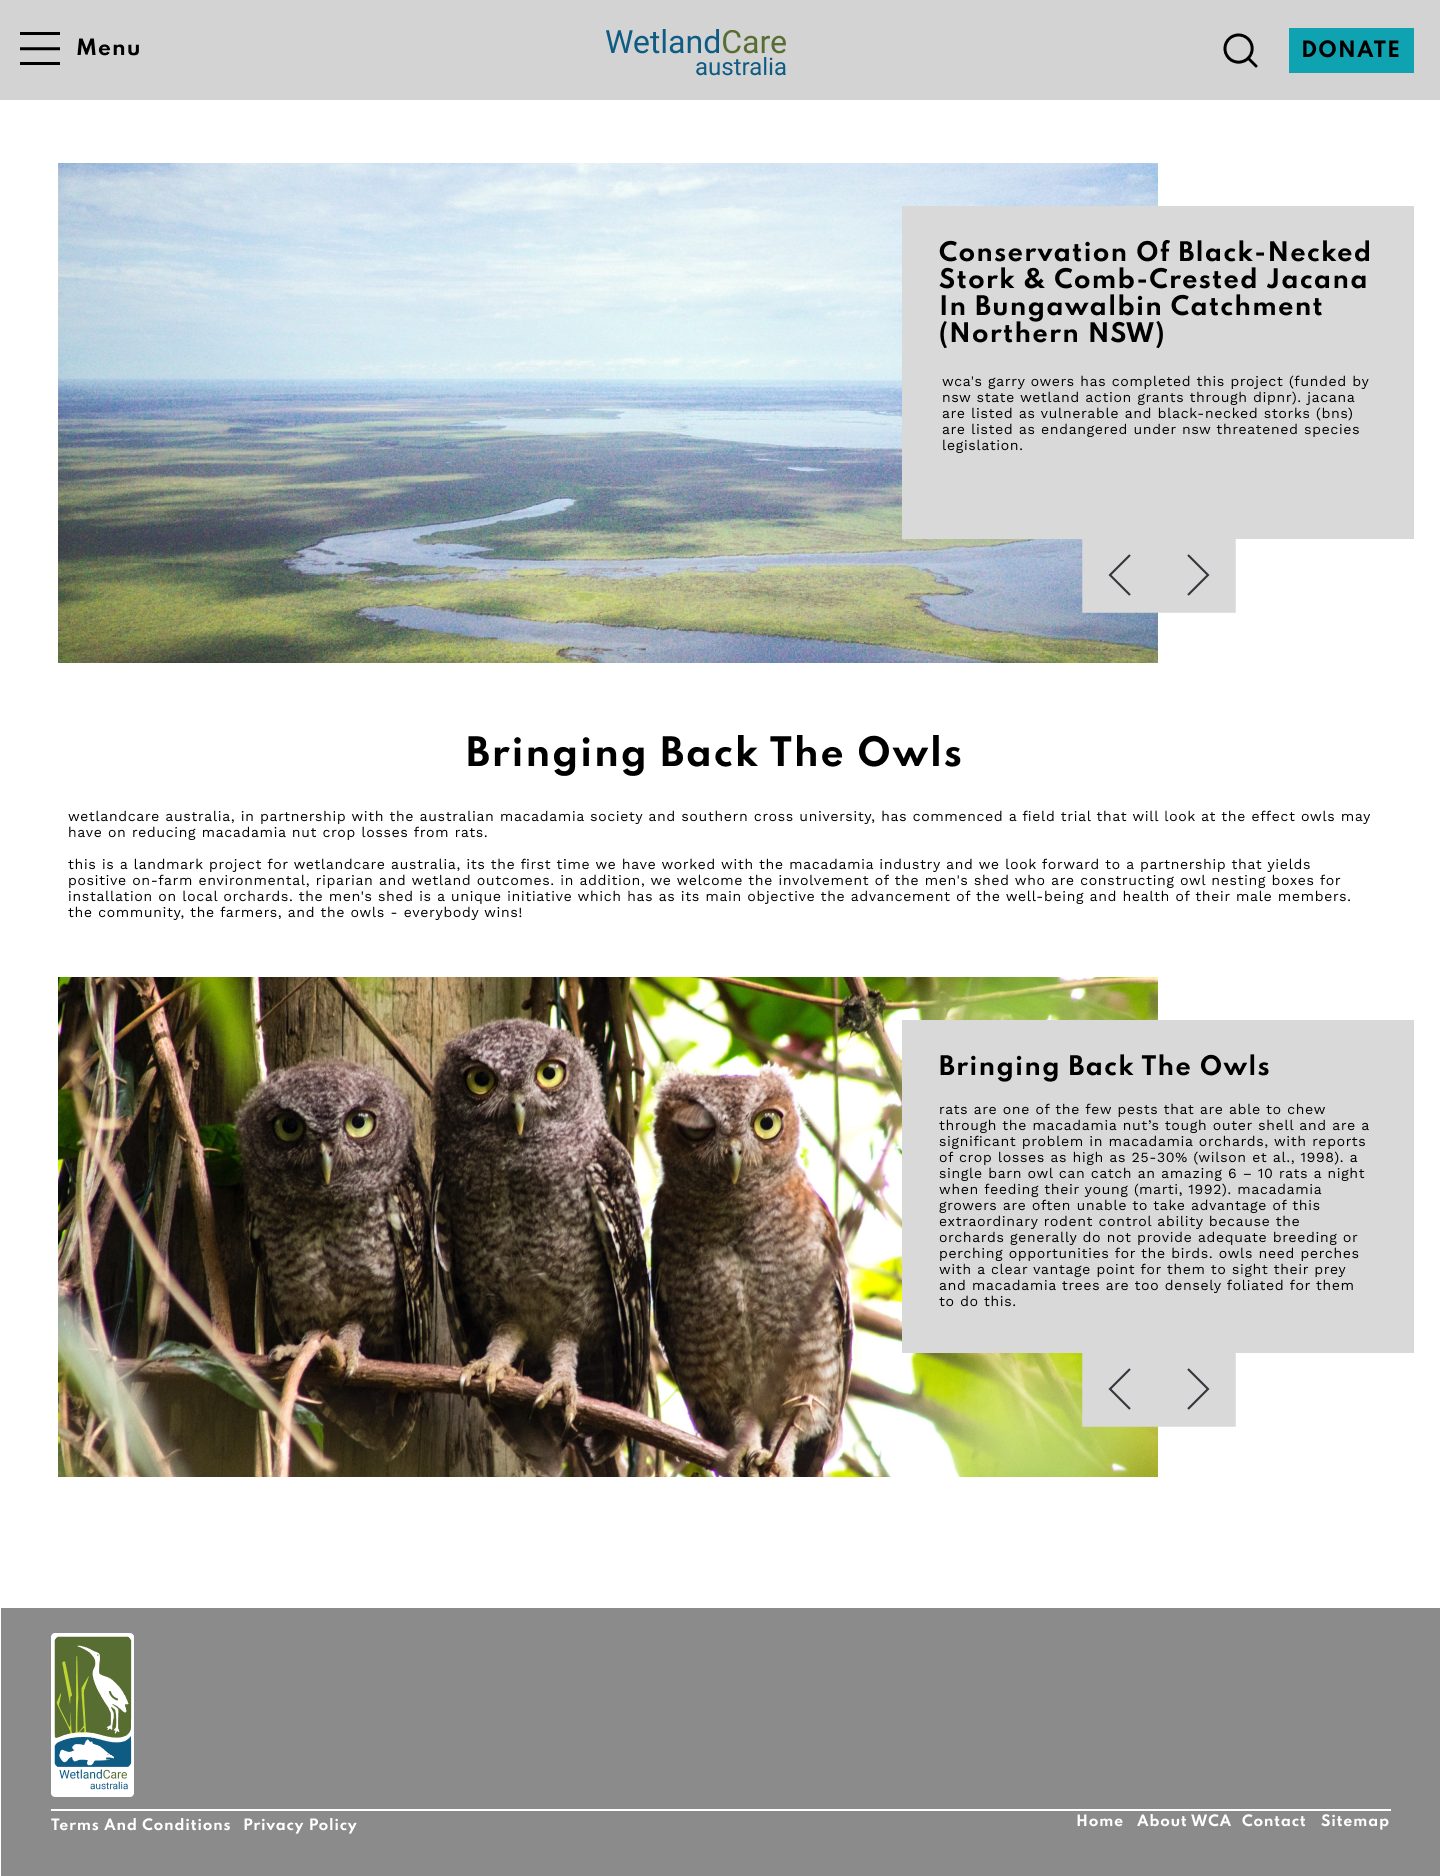 Menu
WetlandCare
australia
DONATE
Conservation Of Black-Necked
Stork & Comb-Crested Jacana
In Bungawalbin Catchment
(Northern NSW)
wca's garry owers has completed this project (funded by
nsw state wetland action grants through dipnr). jacana
are listed as vulnerable and black-necked storks (bns)
are listed as endangered under nsw threatened species
legislation.
Bringing Back The Owls
wetlandcare australia, in partnership with the australian macadamia society and southern cross university, has commenced a field trial that will look at the effect owls may
have on reducing macadamia nut crop losses from rats.
this is a landmark project for wetlandcare australia, its the first time we have worked with the macadamia industry and we look forward to a partnership that yields
positive on-farm environmental, riparian and wetland outcomes. in addition, we welcome the involvement of the men's shed who are constructing owl nesting boxes for
installation on local orchards. the men's shed is a unique initiative which has as its main objective the advancement of the well-being and health of their male members.
the community, the farmers, and the owls - everybody wins!
Bringing Back The Owls
rats are one of the few pests that are able to chew
through the macadamia nut’s tough outer shell and are a
significant problem in macadamia orchards, with reports
of crop losses as high as 25-30% (wilson et al., 1998). a
single barn owl can catch an amazing 6 – 10 rats a night
when feeding their young (marti, 1992). macadamia
growers are often unable to take advantage of this
extraordinary rodent control ability because the
orchards generally do not provide adequate breeding or
perching opportunities for the birds. owls need perches
with a clear vantage point for them to sight their prey
and macadamia trees are too densely foliated for them
to do this.
WetlandCare
australia
Terms And Conditions Privacy Policy
Home About WCA Contact Sitemap